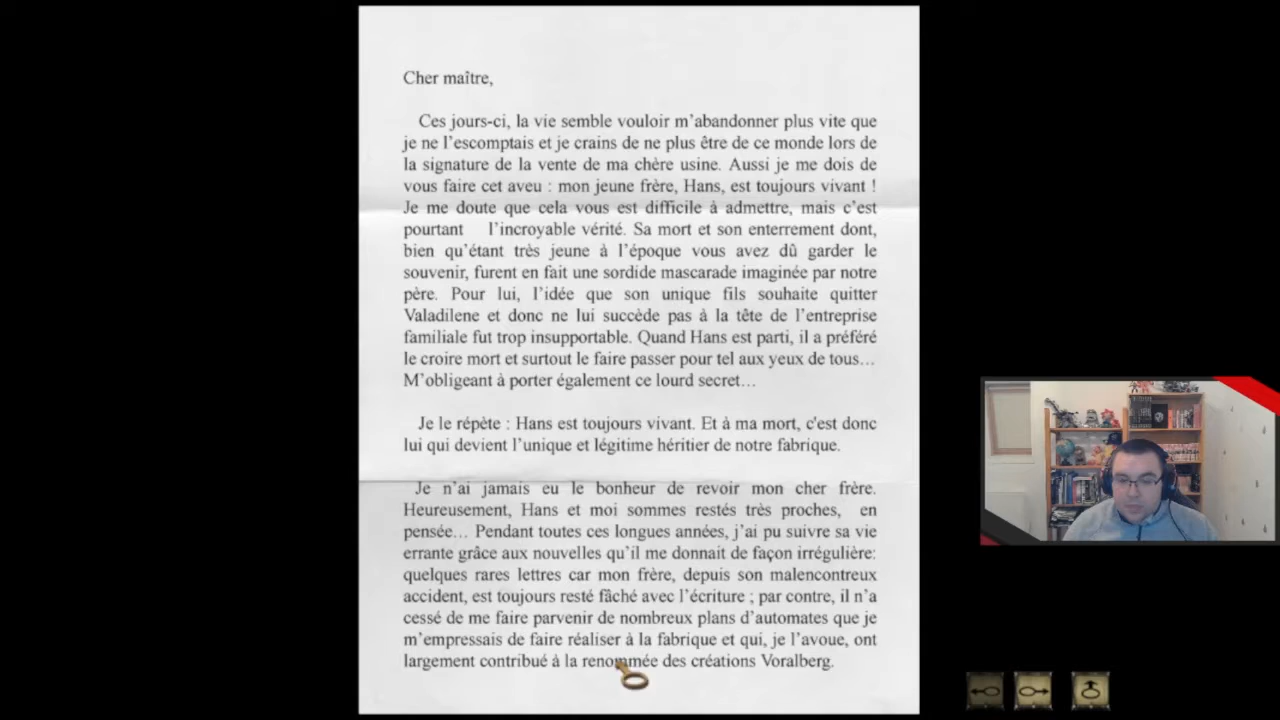 Cher maître,
Ces jours-ci, la vie semble vouloir m’abandonner plus vite que
je ne l’escomptais et je crains de ne plus être de ce monde lors de
la signature de la vente de ma chère usine. Aussi je me dois de
vous faire cet aveu : mon jeune frère, Hans, est toujours vivant !
Je me doute que cela vous est difficile à admettre, mais c’est
pourtant l’incroyable vérité. Sa mort et son enterrement dont,
bien qu’étant très jeune à l’époque vous avez dû garder le
souvenir, furent en fait une sordide mascarade imaginée par notre
père. Pour lui, l’idée que son unique fils souhaite quitter
Valadilene et donc ne lui succède pas à la tête de l’entreprise
familiale fut trop insupportable. Quand Hans est parti, il a préféré
le croire mort et surtout le faire passer pour tel aux yeux de tous…
M’obligeant à porter également ce lourd secret…
Je le répète : Hans est toujours vivant. Et à ma mort, c'est donc
lui qui devient l’unique et légitime héritier de notre fabrique.
Je n’ai jamais eu le bonheur de revoir mon cher frère.
Heureusement, Hans et moi sommes restés très proches, en
pensée… Pendant toutes ces longues années, j’ai pu suivre sa vie
errante grâce aux nouvelles qu’il me donnait de façon irrégulière:
quelques rares lettres car mon frère, depuis son malencontreux
accident, est toujours resté fâché avec l’écriture ; par contre, il n’a
cessé de me faire parvenir de nombreux plans d’automates que je
m’empressais de faire réaliser à la fabrique et qui, je l’avoue, ont
largement contribué à la renommée des créations Voralberg.